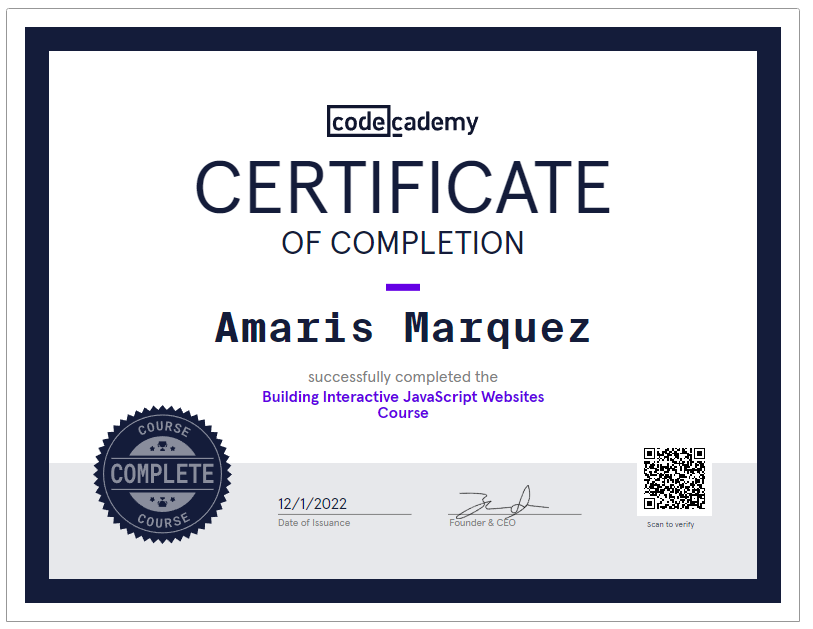 codecademy
CERTIFICATE
OF COMPLETION
Amaris Marquez
successfully completed the
Building Interactive JavaScript Websites
Course
COURSE
COMPLETE
COURSE
12/1/2022
Date of Issuance
Founder & CEO
Scan to verify